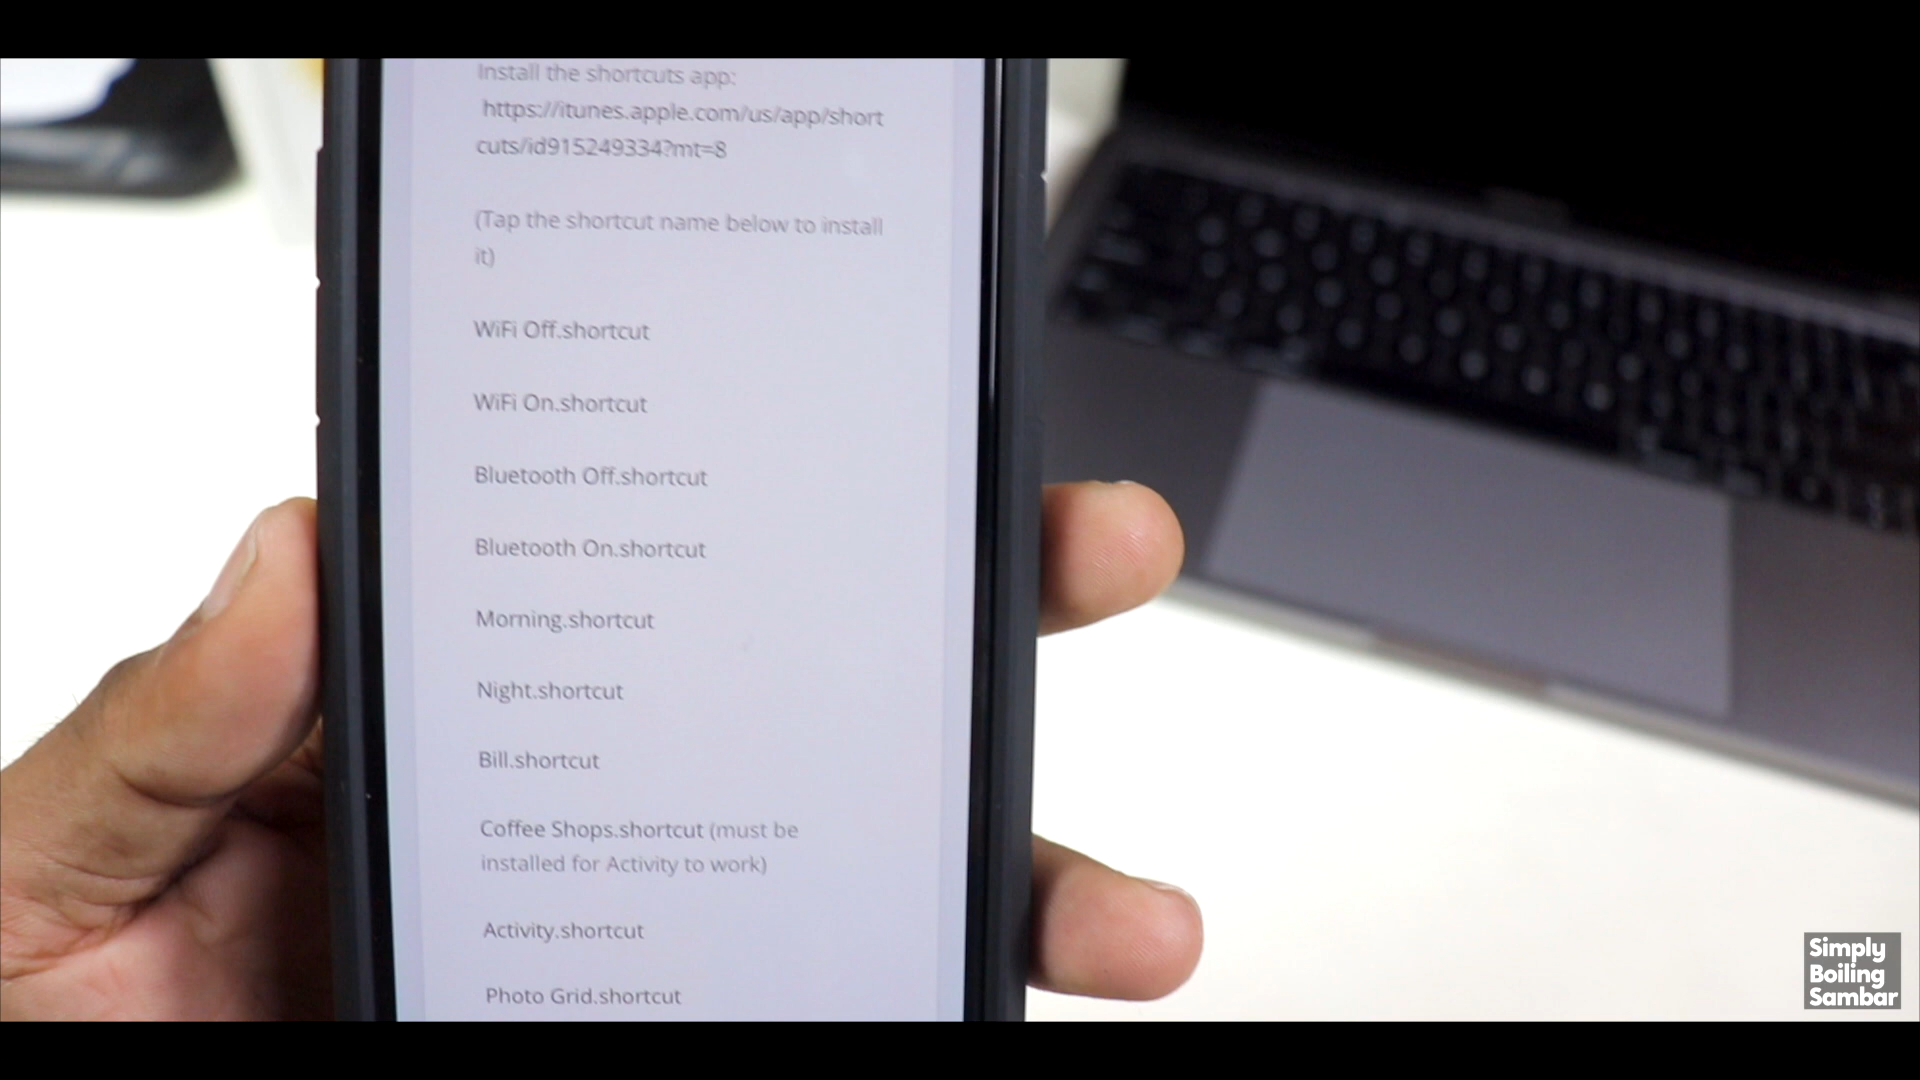 Install the shortcuts app:
https://itunes.apple.com/us/app/short
cuts/id915249334?mt=8
(Tap the shortcut name below to install
it)
WiFi Off.shortcut
WiFi On.shortcut
Bluetooth Off.shortcut
Bluetooth On.shortcut
Morning.shortcut
Night.shortcut
Bill.shortcut
Coffee Shops.shortcut (must be
installed for Activity to work)
Activity.shortcut
Photo Grid.shortcut
Simply
Boiling
Sambar